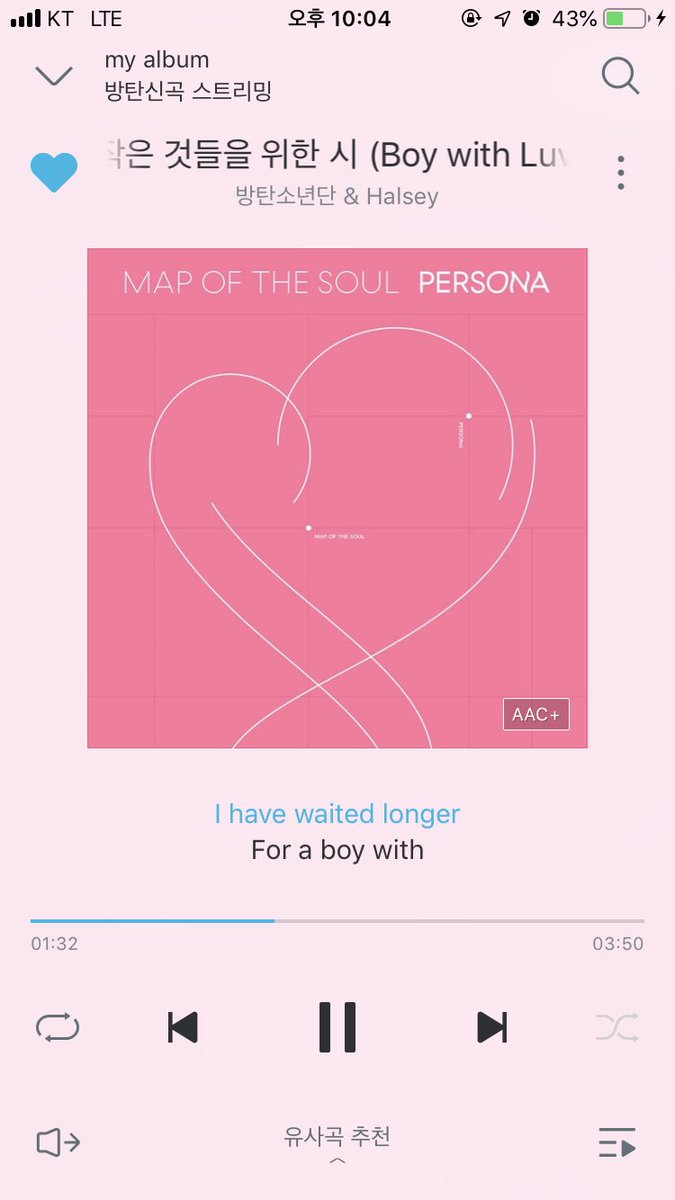 KT LTE 오후 10:04 43%
my album
방탄신곡 스트리밍
작은 것들을 위한 시 (Boy with Luv
방탄소년단 & Halsey
MAP OF THE SOUL PERSONA
PERSONA
MAP OF THE SOUL
AAC+
I have waited longer
For a boy with
01:32 03:50
유사곡 추천